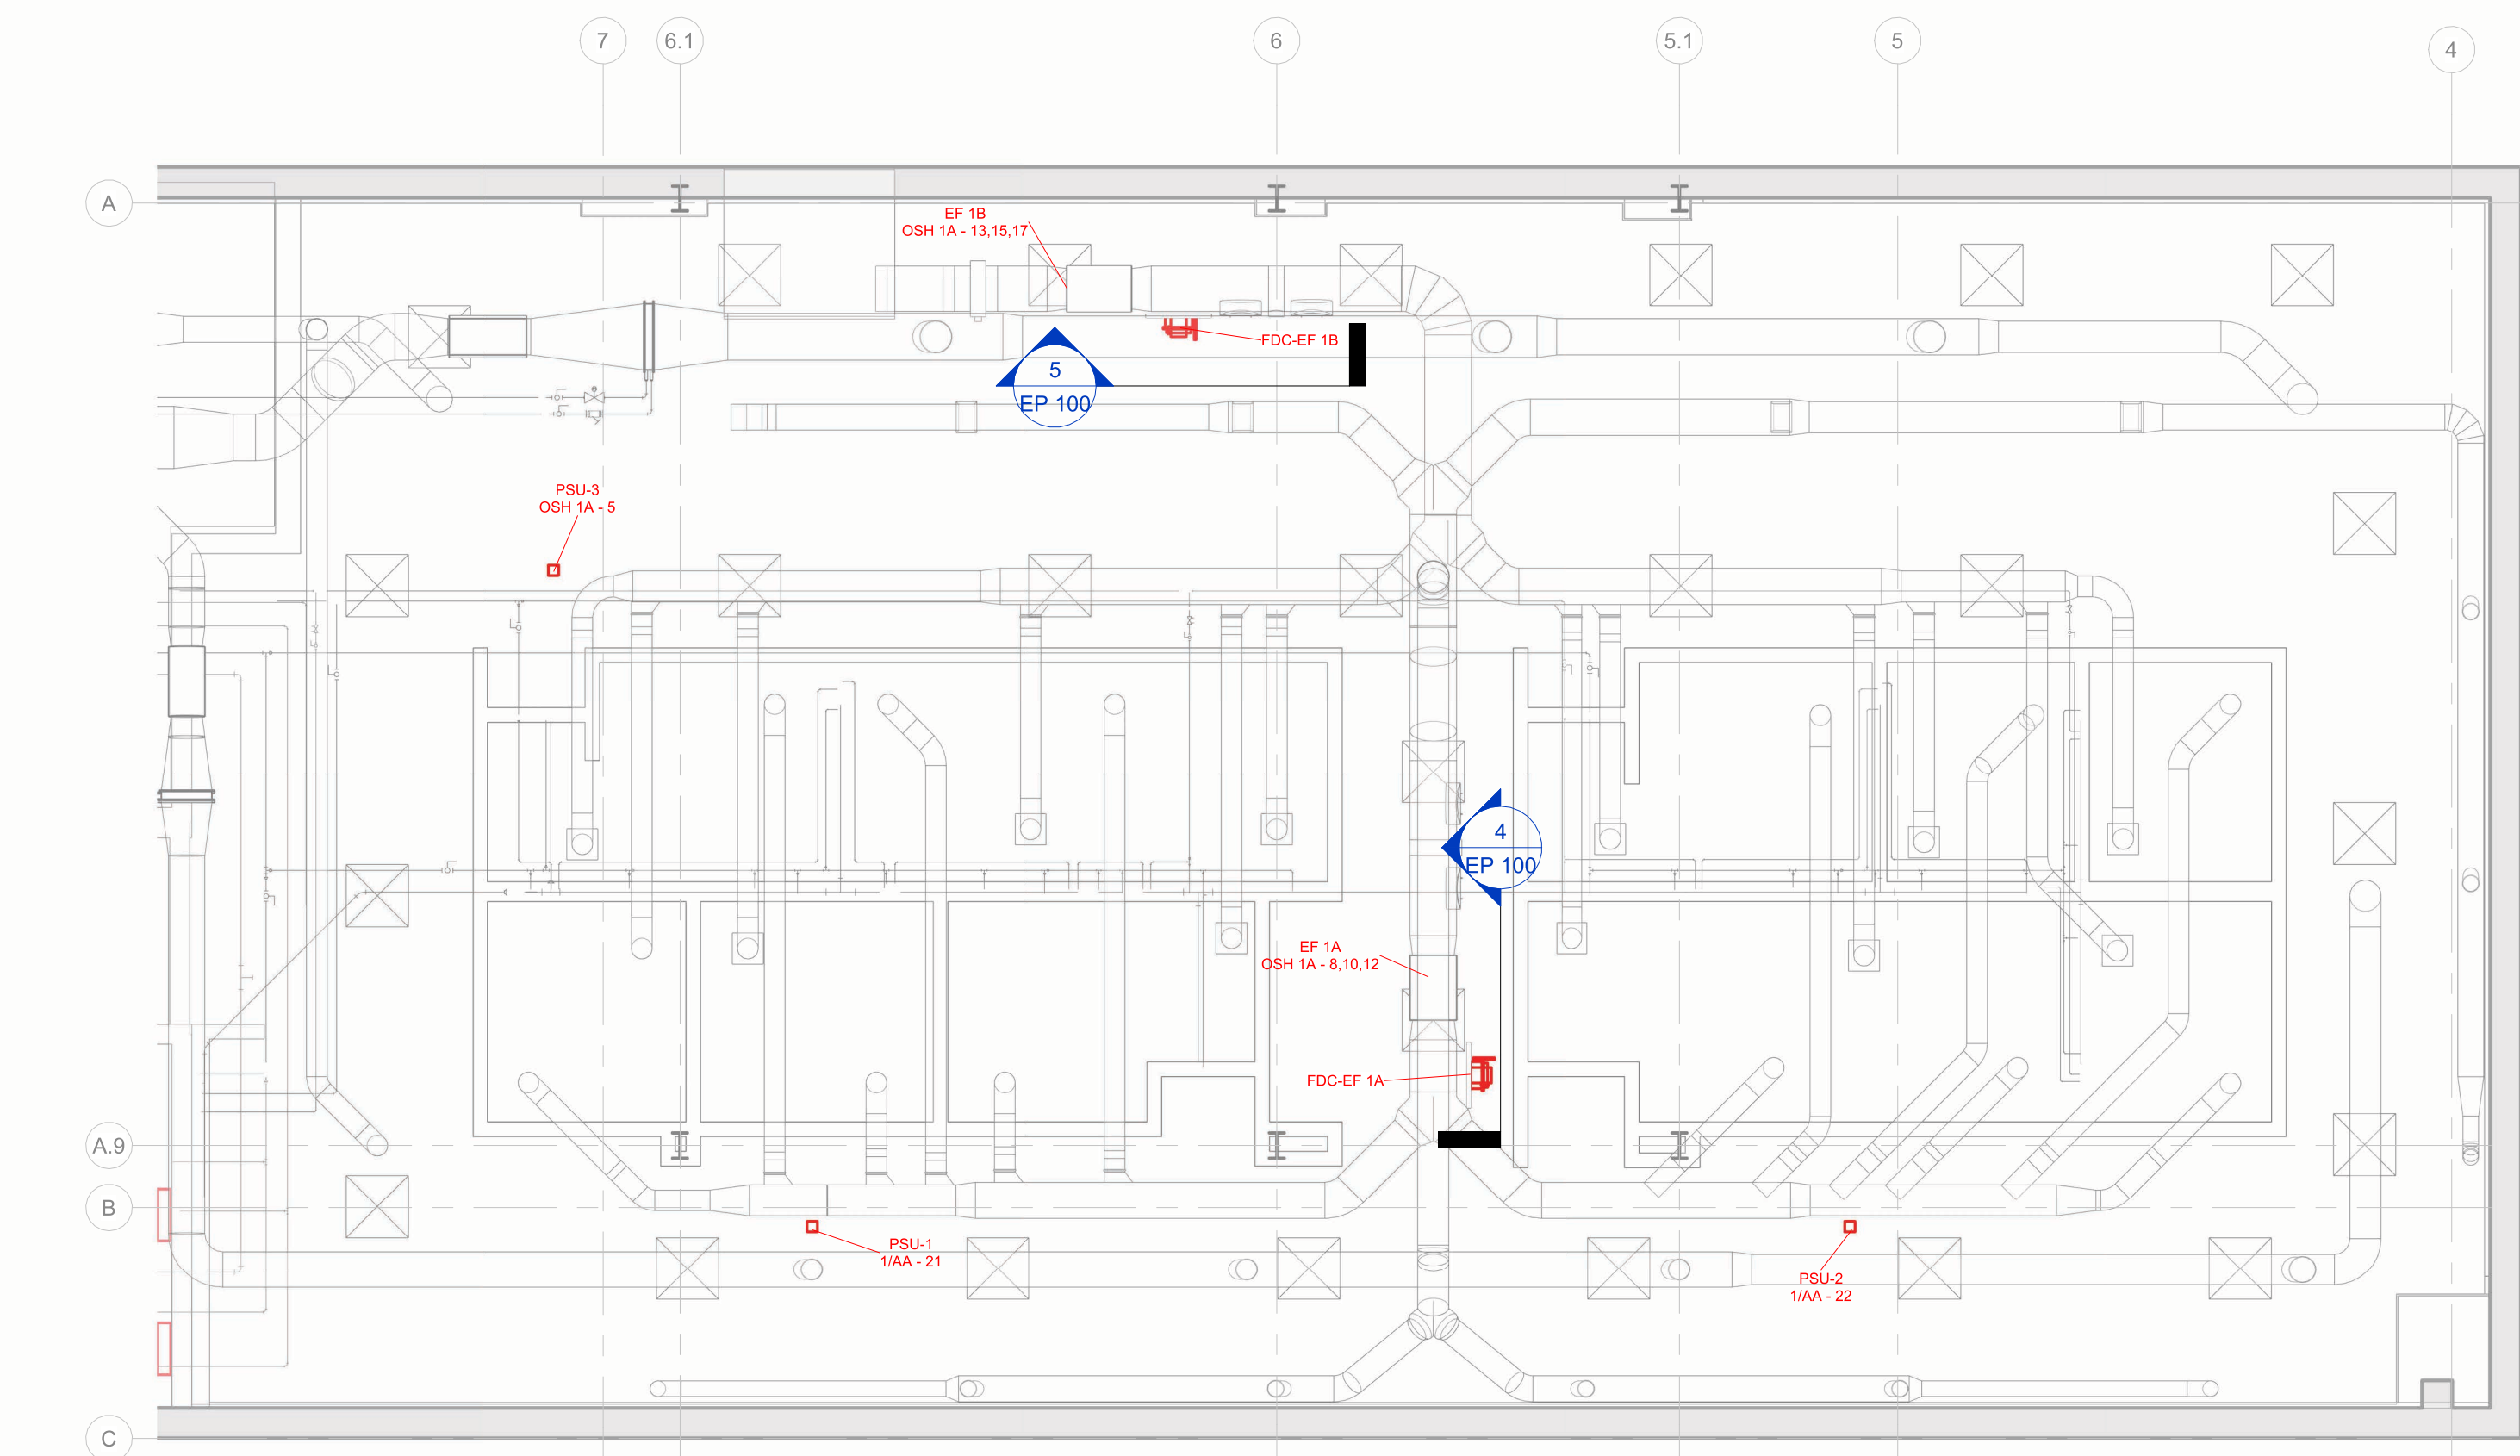 7
6.1
6
5.1
5
4
A
EF 1B
OSH 1A - 13,15,17
FDC-EF 1B
5
EP 100
PSU-3
OSH 1A - 5
4
EP 100
EF 1A
OSH 1A - 8,10,12
FDC-EF 1A
A.9
B
PSU-1
1/AA - 21
PSU-2
1/AA - 22
C